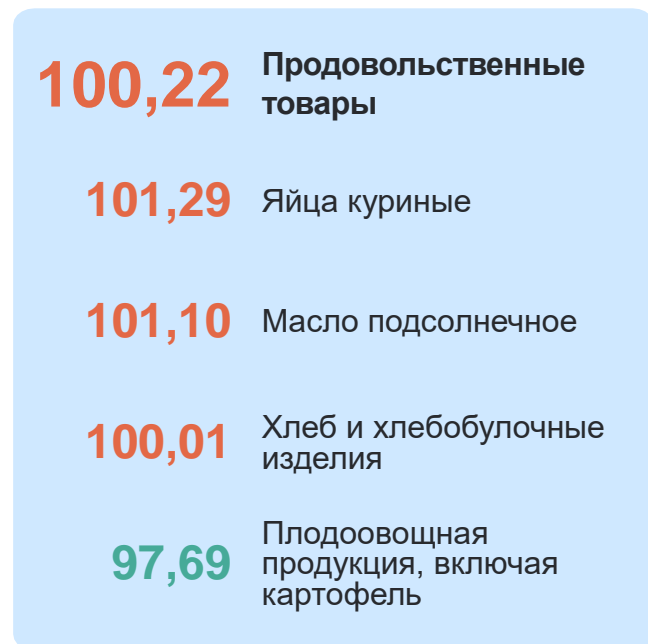 100,22 Продовольственные
товары
101,29 Яйца куриные
101,10 Масло подсолнечное
100,01 Хлеб и хлебобулочные
изделия
97,69 Плодоовощная
продукция, включая
картофель